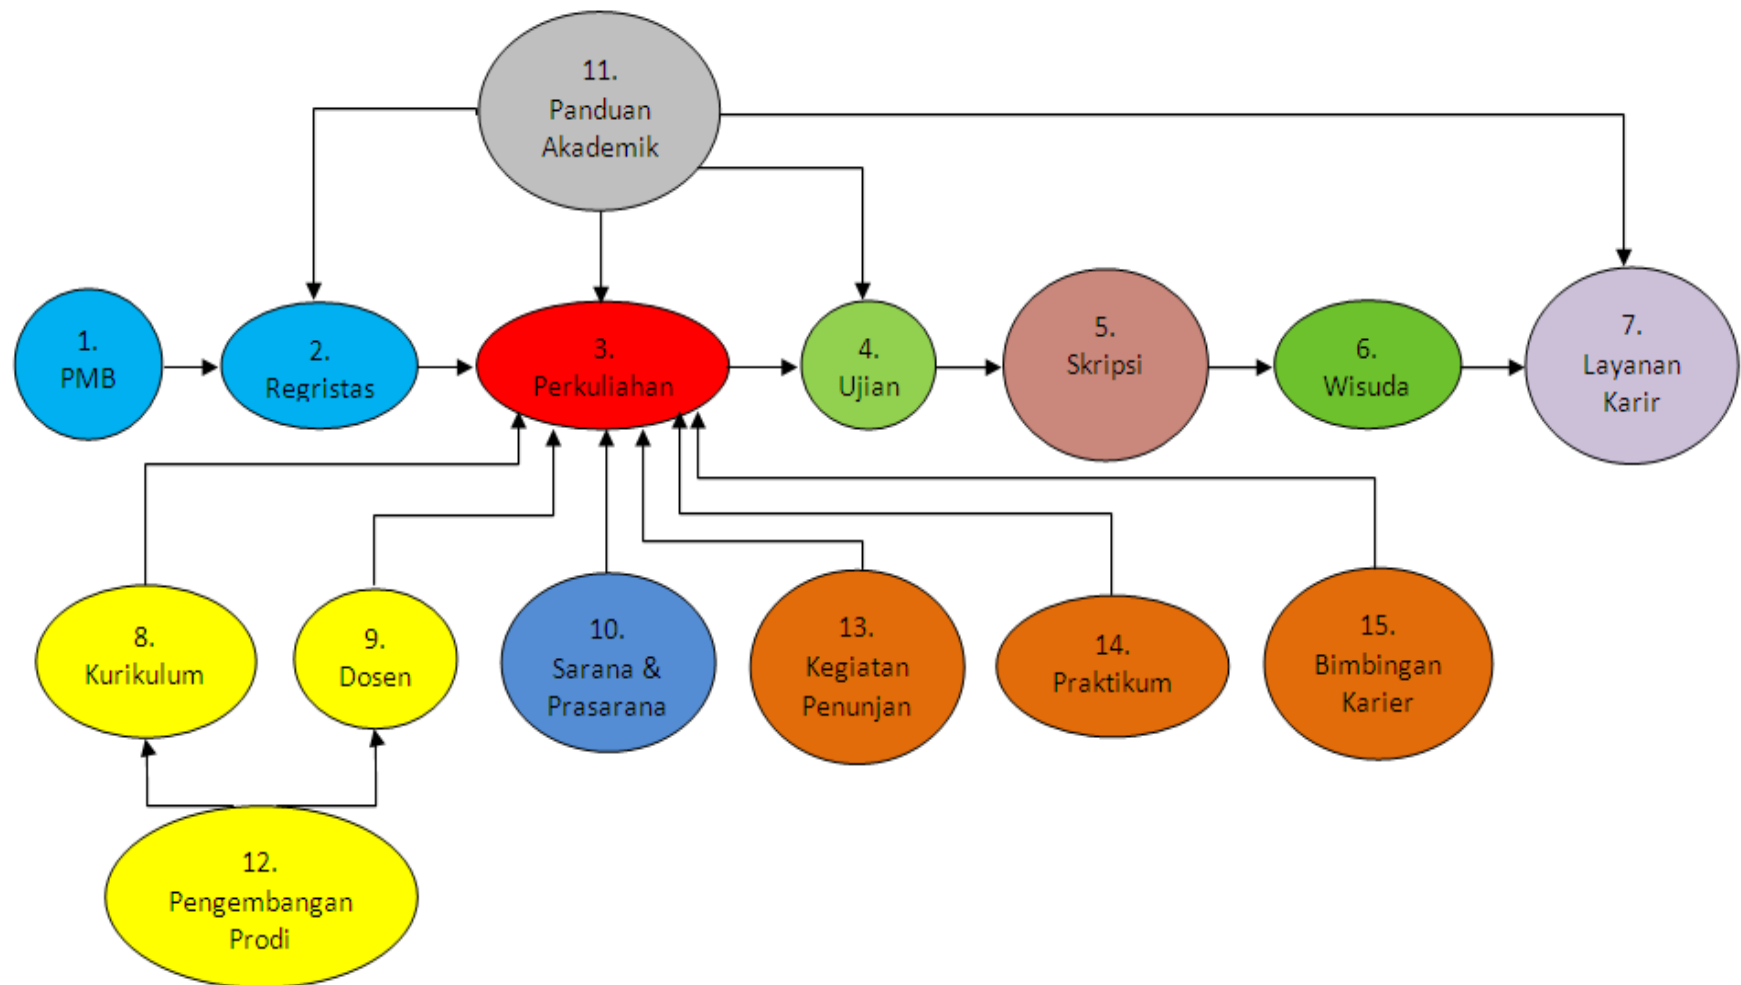 11.
Panduan
Akademik
1.
PMB
2.
Regristas
3.
Perkuliahan
4.
Ujian
5.
Skripsi
6.
Wisuda
7.
Layanan
Karir
8.
Kurikulum
9.
Dosen
10.
Sarana &
Prasarana
13.
Kegiatan
Penunjan
14.
Praktikum
15.
Bimbingan
Karier
12.
Pengembangan
Prodi